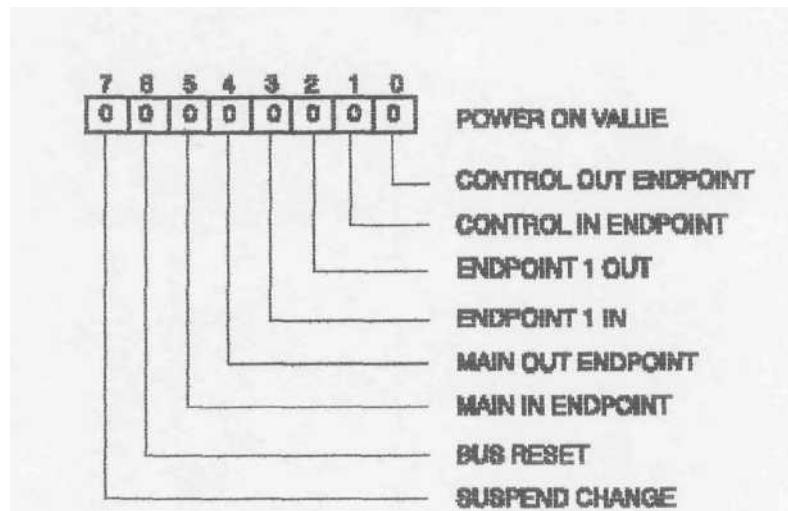 7 6 5 4 3 2 1 0
0 0 0 0 0 0 0 0 POWER ON VALUE
CONTROL OUT ENDPOINT
CONTROL IN ENDPOINT
ENDPOINT 1 OUT
ENDPOINT 1 IN
MAIN OUT ENDPOINT
MAIN IN ENDPOINT
BUS RESET
SUSPEND CHANGE